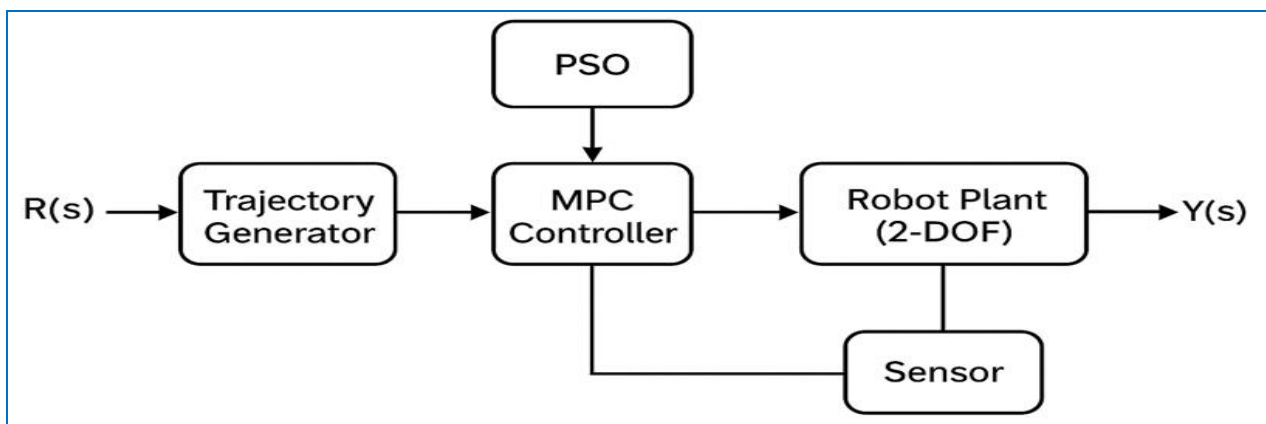 PSO
R(s)
Trajectory
Generator
MPC
Controller
Robot Plant
(2-DOF)
Y(s)
Sensor